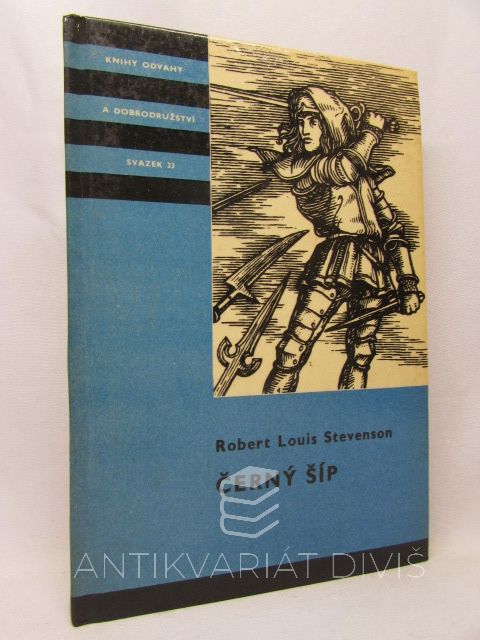 KNIHY ODVAHY
A DOBRODRUŽSTVÍ
SVAZEK 33
Robert Louis Stevenson
ČERNÝ ŠÍP
ANTIKVARIÁT DIVIŠ